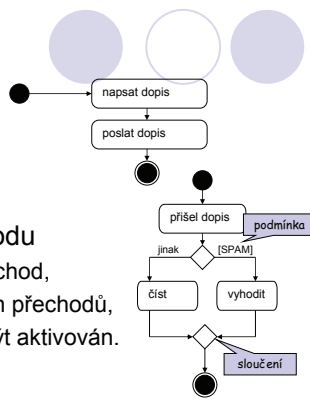 napsat dopis
poslat dopis
přišel dopis
podmínka
jinak
[SPAM]
odu
chod,
přechodů,
ýt aktivován.
číst
vyhodit
sloučení